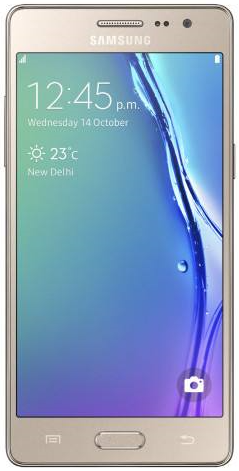 SAMSUNG
12:45 p.m.
Wednesday 14 October
23°c
New Delhi